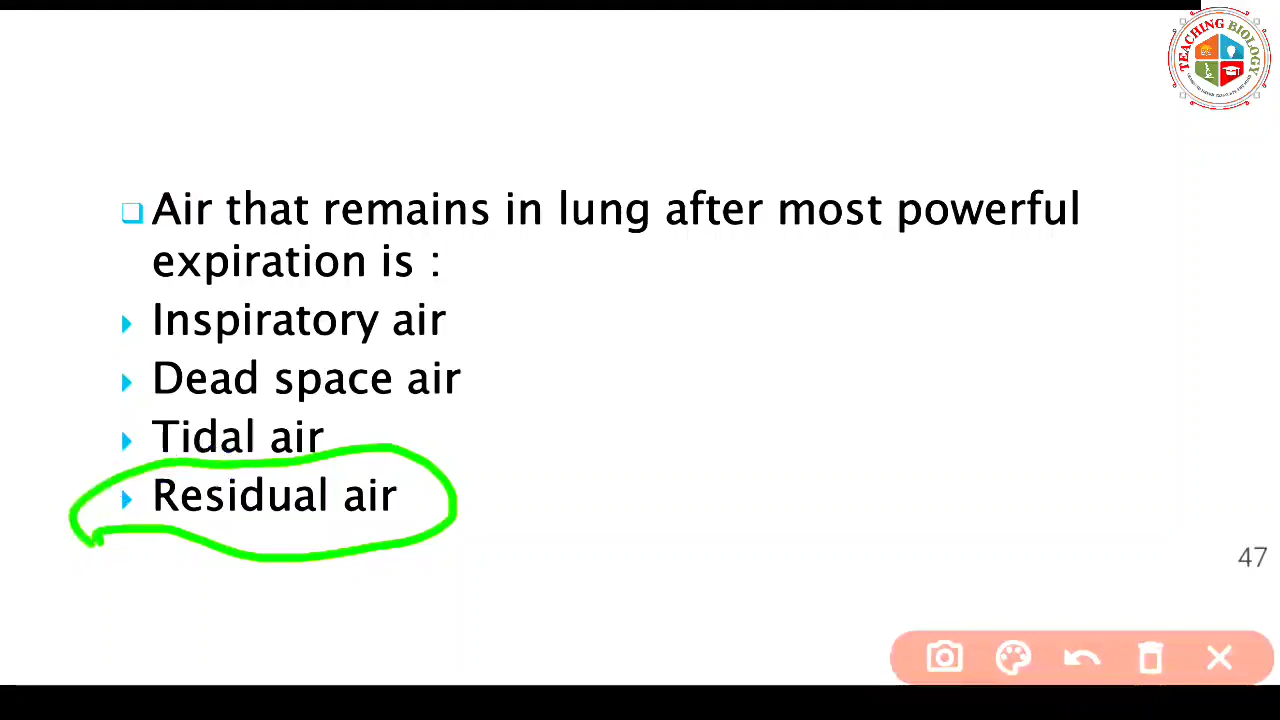 TEACHING BIOLOGY
❑ Air that remains in lung after most powerful
expiration is :
Inspiratory air
Dead space air
Tidal air
Residual air
47